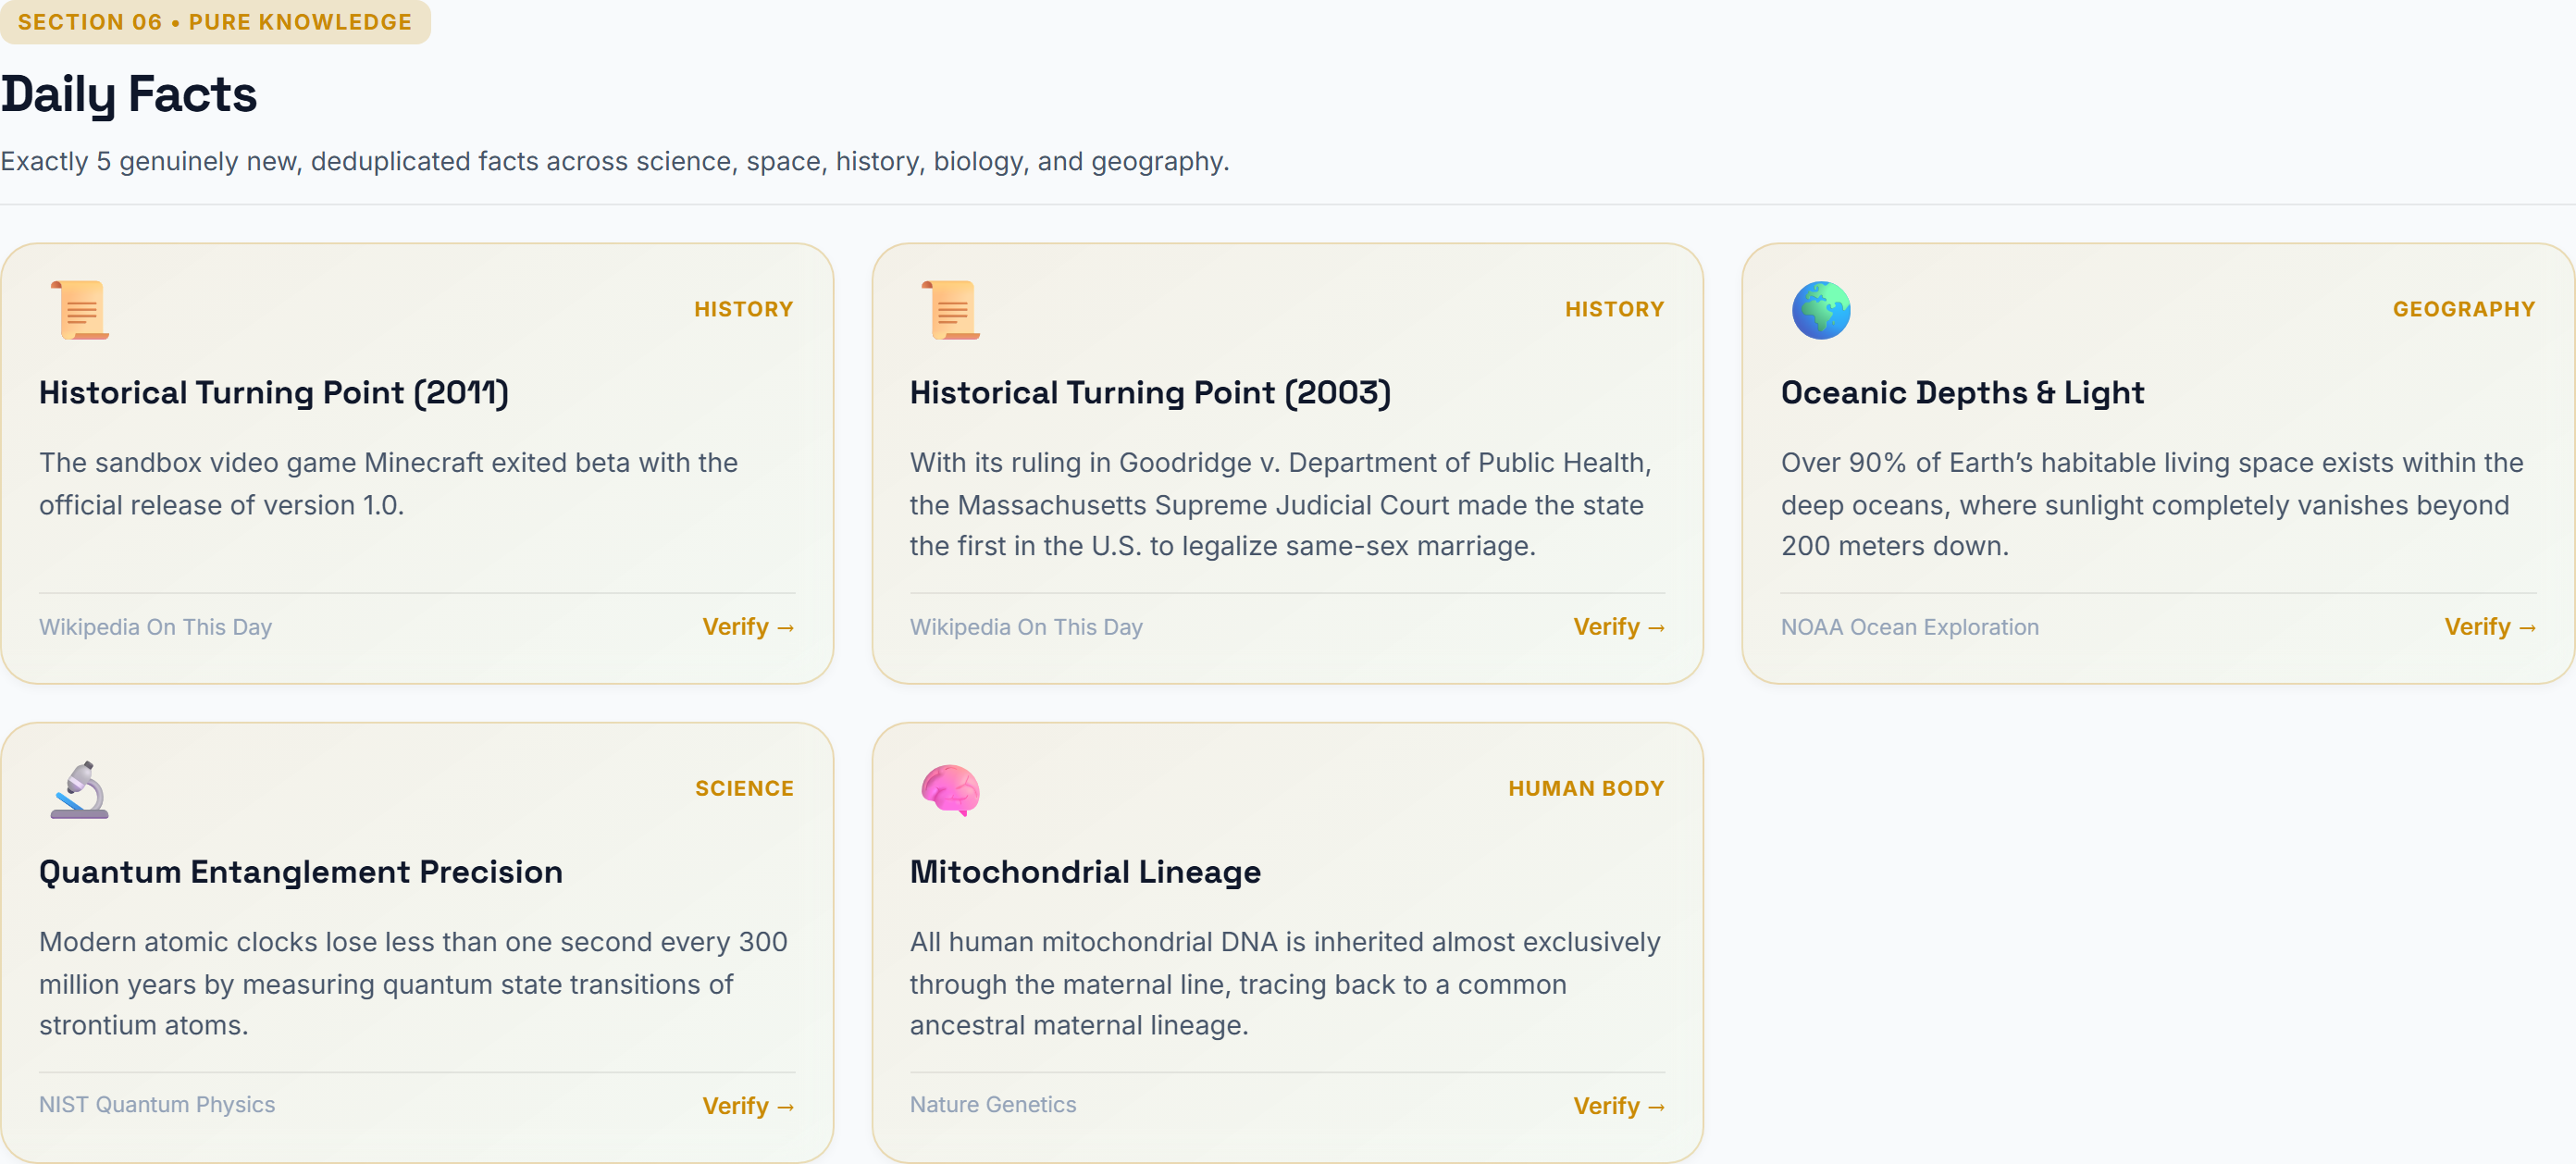 SECTION 06 • PURE KNOWLEDGE
Daily Facts
Exactly 5 genuinely new, deduplicated facts across science, space, history, biology, and geography.
HISTORY
Historical Turning Point (2011)
The sandbox video game Minecraft exited beta with the
official release of version 1.0.
Wikipedia On This Day
Verify →
HISTORY
Historical Turning Point (2003)
With its ruling in Goodridge v. Department of Public Health,
the Massachusetts Supreme Judicial Court made the state
the first in the U.S. to legalize same-sex marriage.
Wikipedia On This Day
Verify →
GEOGRAPHY
Oceanic Depths & Light
Over 90% of Earth’s habitable living space exists within the
deep oceans, where sunlight completely vanishes beyond
200 meters down.
NOAA Ocean Exploration
Verify →
SCIENCE
Quantum Entanglement Precision
Modern atomic clocks lose less than one second every 300
million years by measuring quantum state transitions of
strontium atoms.
NIST Quantum Physics
Verify →
HUMAN BODY
Mitochondrial Lineage
All human mitochondrial DNA is inherited almost exclusively
through the maternal line, tracing back to a common
ancestral maternal lineage.
Nature Genetics
Verify →